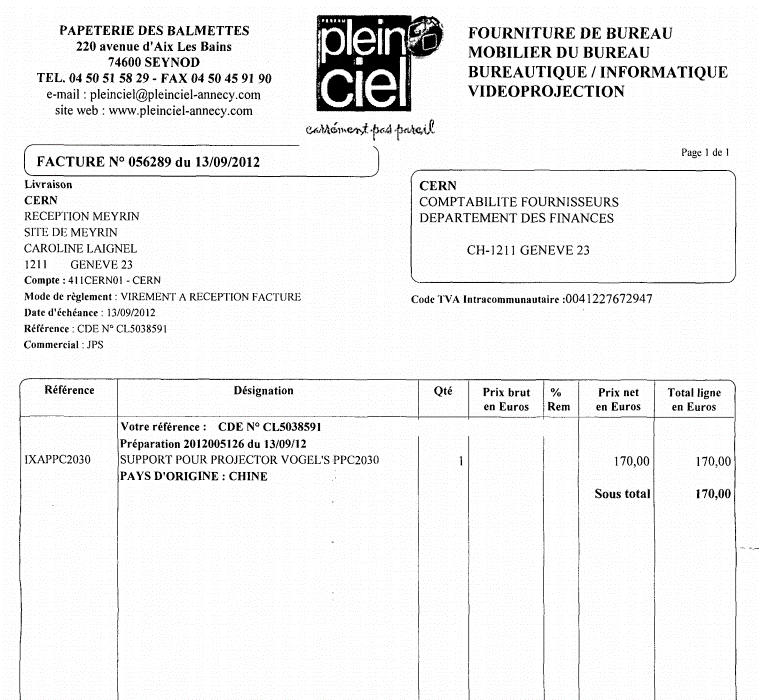 PAPETERIE DES BALMETTES
220 avenue d'Aix Les Bains
74600 SEYNOD
TEL. 04 50 51 58 29 - FAX 04 50 45 91 90
e-mail : pleinciel@pleinciel-annecy.com
site web : www.pleinciel-annecy.com
RESEAU
plein
ciel
carrément pas pareil
FOURNITURE DE BUREAU
MOBILIER DU BUREAU
BUREAUTIQUE / INFORMATIQUE
VIDEOPROJECTION
Page 1 de 1
FACTURE N° 056289 du 13/09/2012
Livraison
CERN
RECEPTION MEYRIN
SITE DE MEYRIN
CAROLINE LAIGNEL
1211 GENEVE 23
Compte : 411CERN01 - CERN
Mode de règlement : VIREMENT A RECEPTION FACTURE
Date d'échéance : 13/09/2012
Référence : CDE N° CL5038591
Commercial : JPS
CERN
COMPTABILITE FOURNISSEURS
DEPARTEMENT DES FINANCES
CH-1211 GENEVE 23
Code TVA Intracommunautaire :0041227672947
Référence Désignation Qté Prix brut en Euros % Rem Prix net en Euros Total ligne en Euros
Votre référence : CDE N° CL5038591
Préparation 2012005126 du 13/09/12
IXAPPC2030 SUPPORT POUR PROJECTOR VOGEL'S PPC2030 1 170,00 170,00
PAYS D'ORIGINE : CHINE
Sous total 170,00